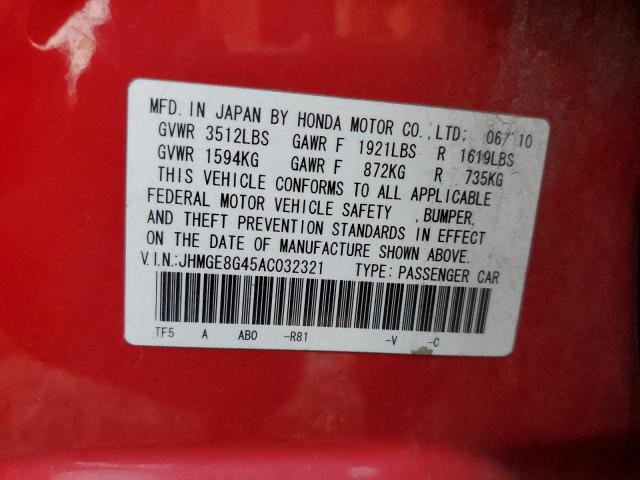 MFD. IN JAPAN BY HONDA MOTOR CO.,LTD: 06/'10
GVWR 3512LBS GAWR F 1921LBS R 1619LBS
GVWR 1594KG GAWR F 872KG R 735KG
THIS VEHICLE CONFORMS TO ALL APPLICABLE
FEDERAL MOTOR VEHICLE SAFETY ,BUMPER,
AND THEFT PREVENTION STANDARDS IN EFFECT
ON THE DATE OF MANUFACTURE SHOWN ABOVE.
V.I.N.:JHMGE8G45AC032321 TYPE: PASSENGER CAR
TF5 A AB0 -R81 -V -C